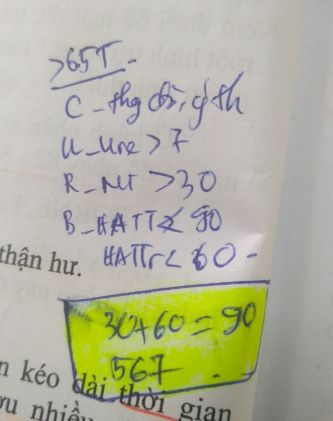 >65T
C - thg đổi, ý th
U - Ure > 7
R - NT > 30
B - HATT < 90
thận hư. HATTr < 60
30+60 = 90
567
n kéo dài thời gian
ưu nhiều